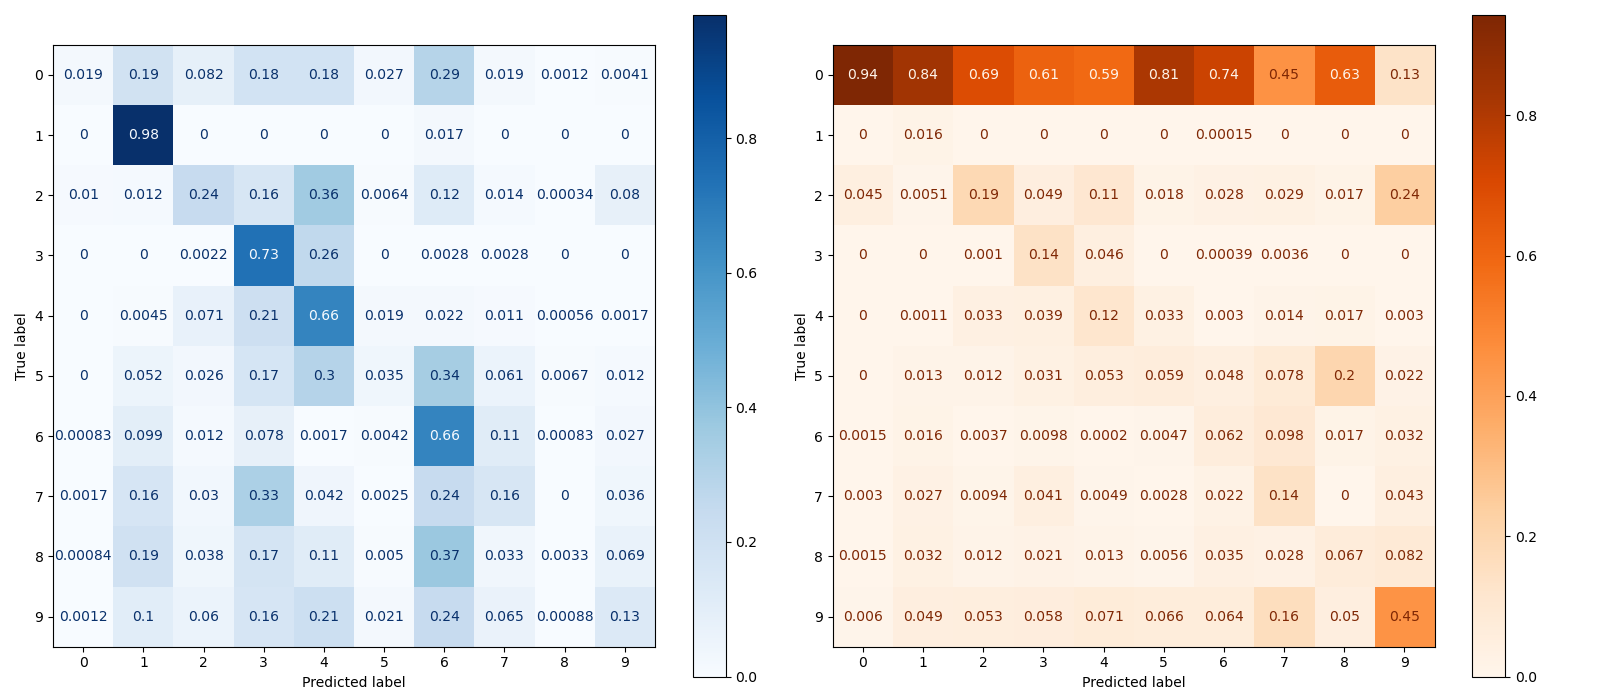 0 0.019 0.19 0.082 0.18 0.18 0.027 0.29 0.019 0.0012 0.0041
1 0 0.98 0 0 0 0 0.017 0 0 0
2 0.01 0.012 0.24 0.16 0.36 0.0064 0.12 0.014 0.00034 0.08
3 0 0 0.0022 0.73 0.26 0 0.0028 0.0028 0 0
4 0 0.0045 0.071 0.21 0.66 0.019 0.022 0.011 0.00056 0.0017
5 0 0.052 0.026 0.17 0.3 0.035 0.34 0.061 0.0067 0.012
6 0.00083 0.099 0.012 0.078 0.0017 0.0042 0.66 0.11 0.00083 0.027
7 0.0017 0.16 0.03 0.33 0.042 0.0025 0.24 0.16 0 0.036
8 0.00084 0.19 0.038 0.17 0.11 0.005 0.37 0.033 0.0033 0.069
9 0.0012 0.1 0.06 0.16 0.21 0.021 0.24 0.065 0.00088 0.13
0 1 2 3 4 5 6 7 8 9
Predicted label
True label
0.8
0.6
0.4
0.2
0.0
0 0.94 0.84 0.69 0.61 0.59 0.81 0.74 0.45 0.63 0.13
1 0 0.016 0 0 0 0 0.00015 0 0 0
2 0.045 0.0051 0.19 0.049 0.11 0.018 0.028 0.029 0.017 0.24
3 0 0 0.001 0.14 0.046 0 0.00039 0.0036 0 0
4 0 0.0011 0.033 0.039 0.12 0.033 0.003 0.014 0.017 0.003
5 0 0.013 0.012 0.031 0.053 0.059 0.048 0.078 0.2 0.022
6 0.0015 0.016 0.0037 0.0098 0.0002 0.0047 0.062 0.098 0.017 0.032
7 0.003 0.027 0.0094 0.041 0.0049 0.0028 0.022 0.14 0 0.043
8 0.0015 0.032 0.012 0.021 0.013 0.0056 0.035 0.028 0.067 0.082
9 0.006 0.049 0.053 0.058 0.071 0.066 0.064 0.16 0.05 0.45
0 1 2 3 4 5 6 7 8 9
Predicted label
True label
0.8
0.6
0.4
0.2
0.0